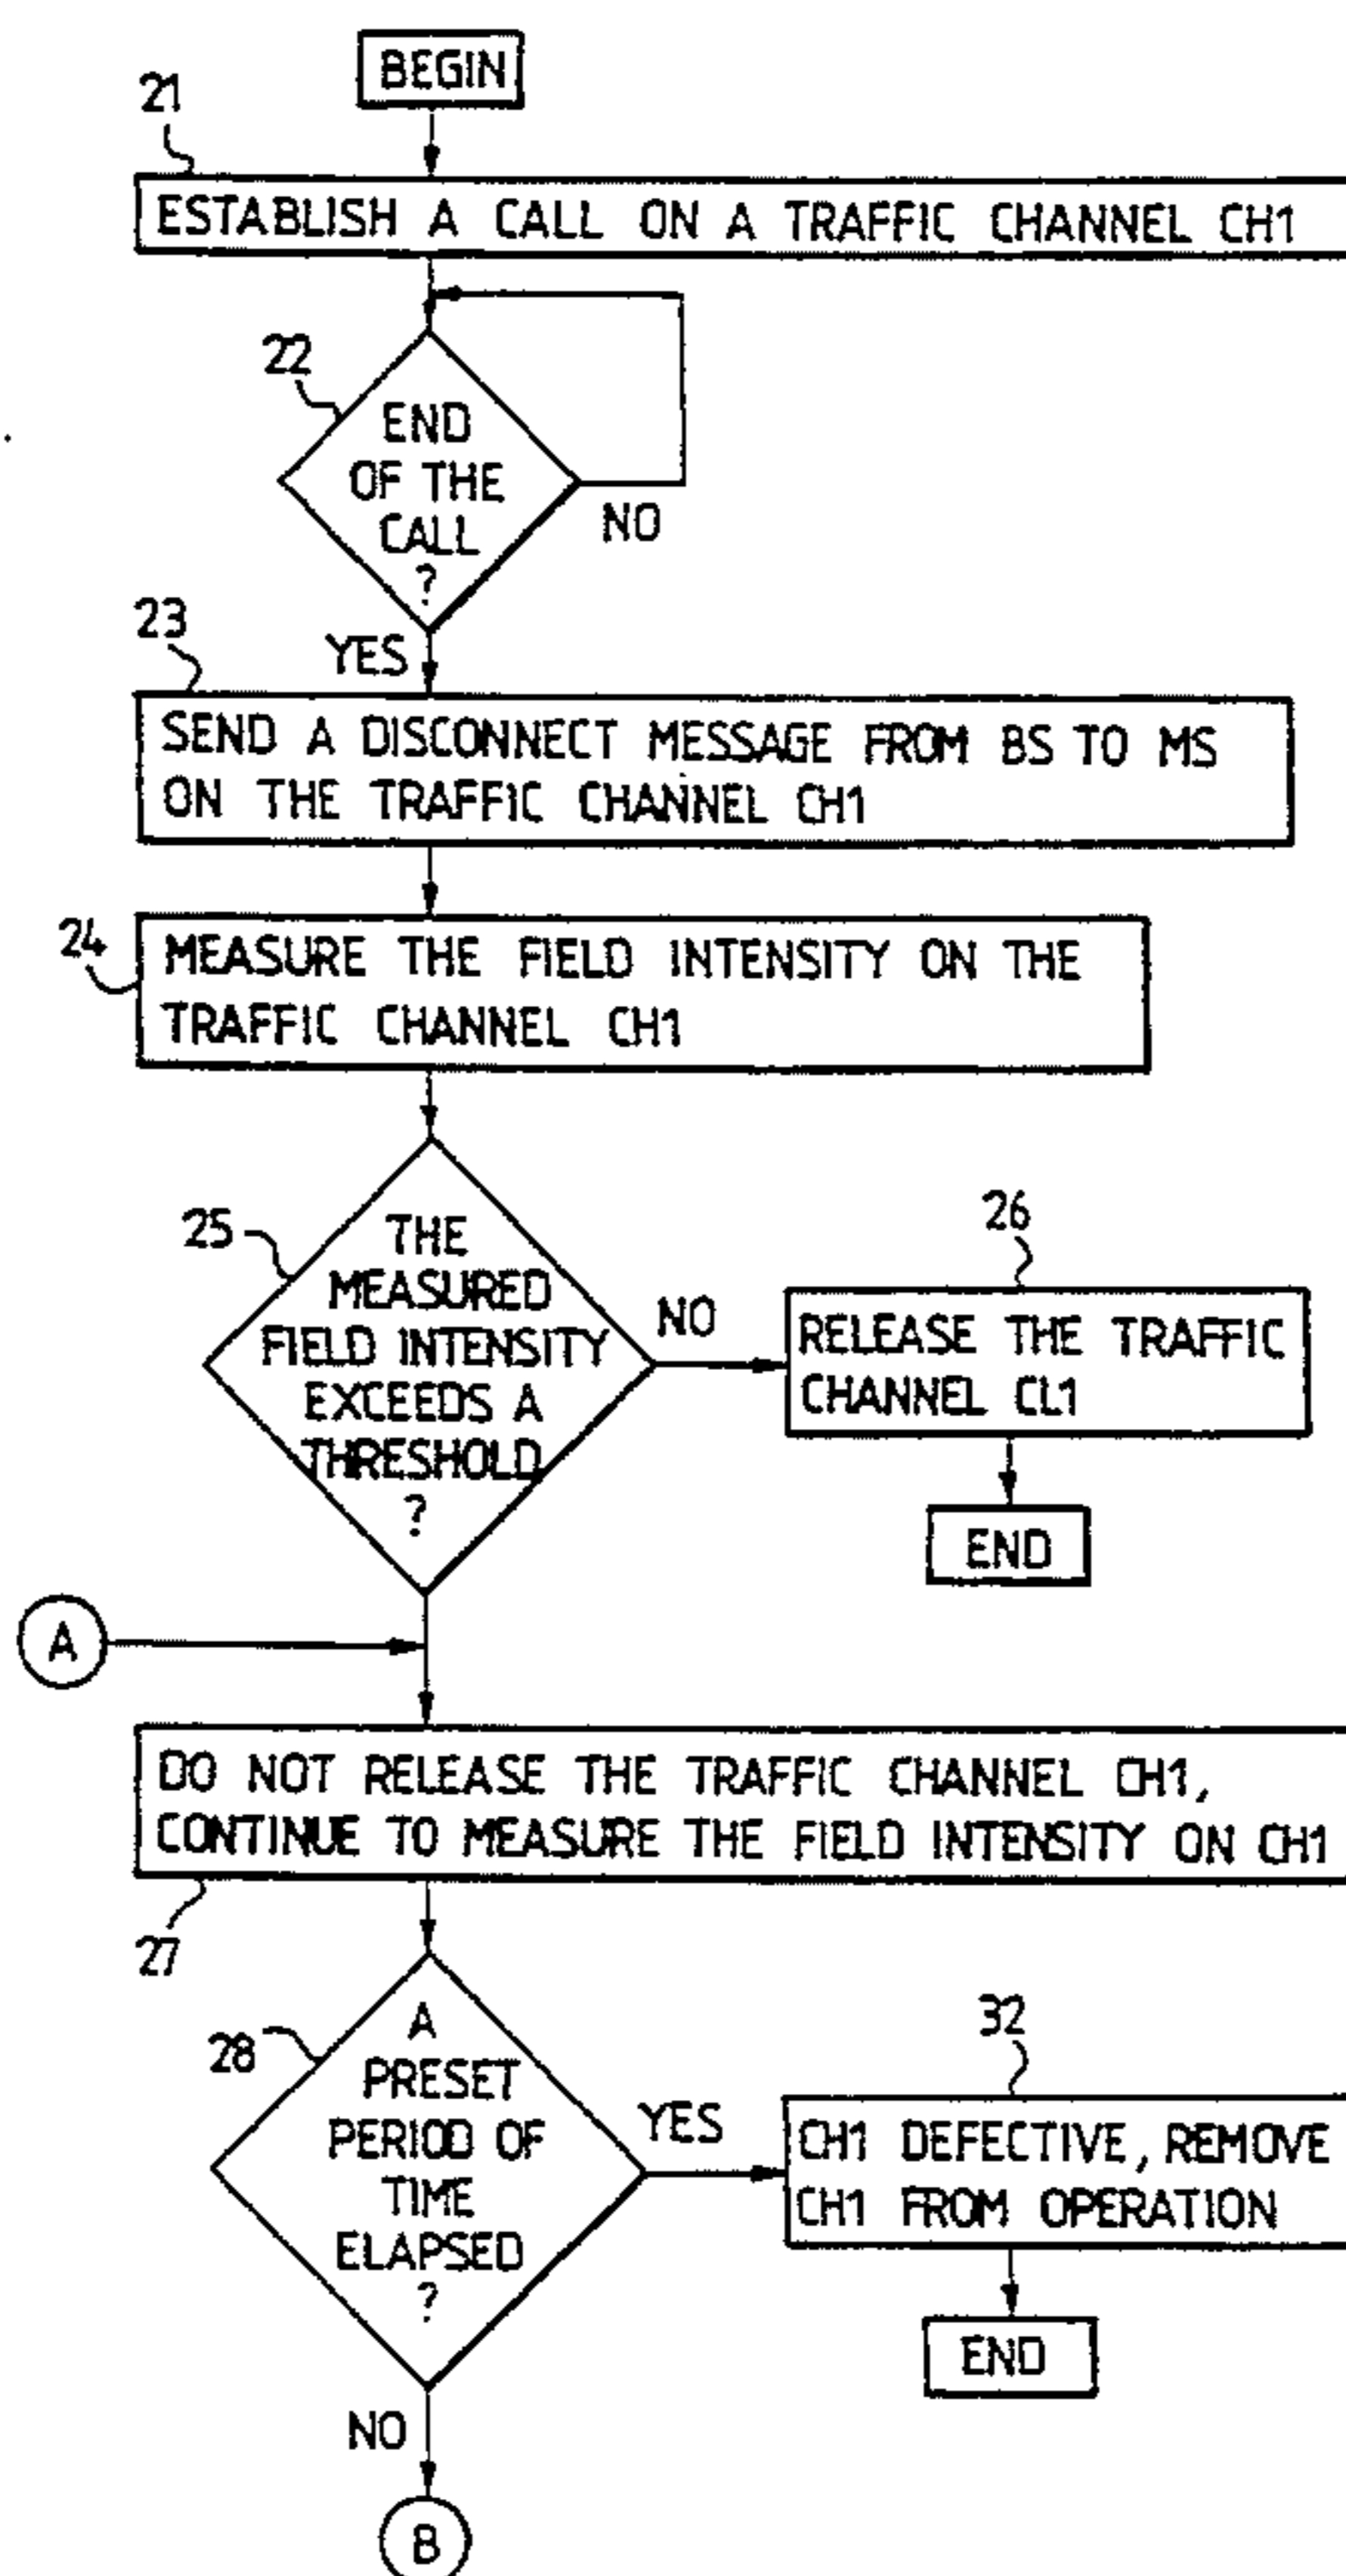 BEGIN
21
ESTABLISH A CALL ON A TRAFFIC CHANNEL CH1
22
END
OF THE
CALL
?
NO
YES
23
SEND A DISCONNECT MESSAGE FROM BS TO MS
ON THE TRAFFIC CHANNEL CH1
24
MEASURE THE FIELD INTENSITY ON THE
TRAFFIC CHANNEL CH1
25
THE
MEASURED
FIELD INTENSITY
EXCEEDS A
THRESHOLD
?
NO
26
RELEASE THE TRAFFIC
CHANNEL CL1
END
A
DO NOT RELEASE THE TRAFFIC CHANNEL CH1,
CONTINUE TO MEASURE THE FIELD INTENSITY ON CH1
27
28
A
PRESET
PERIOD OF
TIME
ELAPSED
?
YES
32
CH1 DEFECTIVE, REMOVE
CH1 FROM OPERATION
END
NO
B